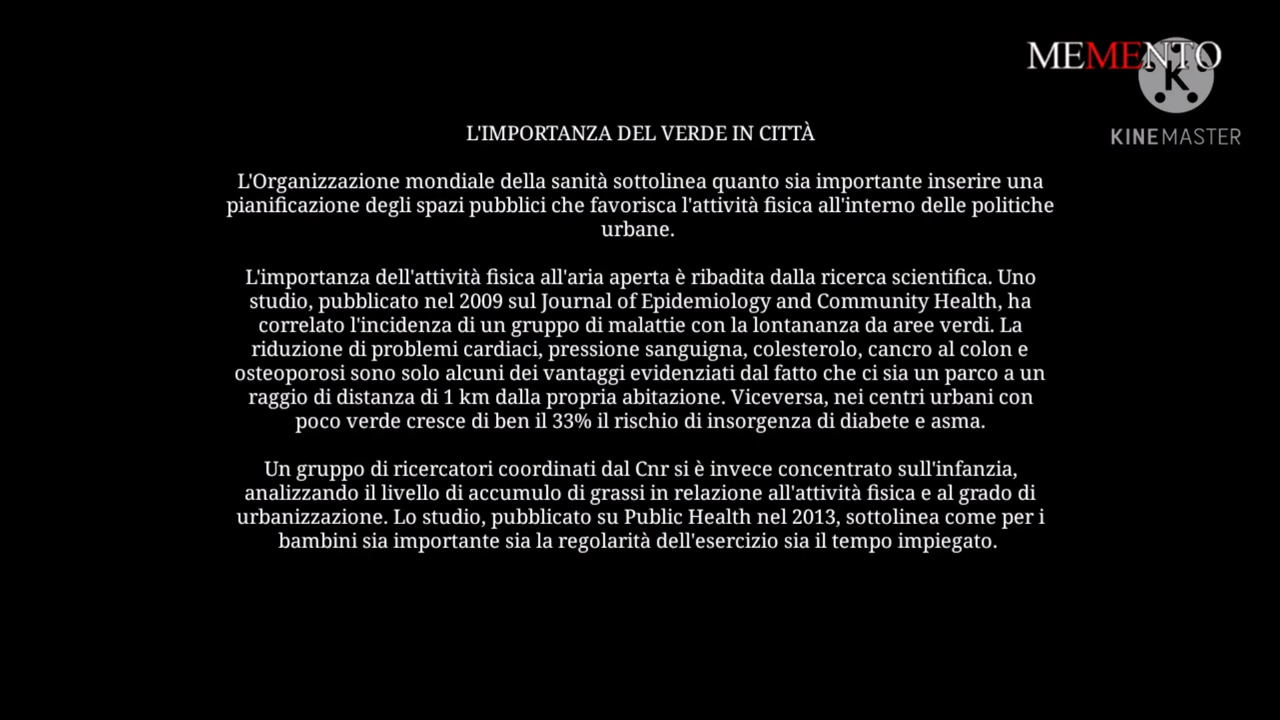 MEMENTO
K
KINEMASTER
L'IMPORTANZA DEL VERDE IN CITTÀ
L'Organizzazione mondiale della sanità sottolinea quanto sia importante inserire una
pianificazione degli spazi pubblici che favorisca l'attività fisica all'interno delle politiche
urbane.
L'importanza dell'attività fisica all'aria aperta è ribadita dalla ricerca scientifica. Uno
studio, pubblicato nel 2009 sul Journal of Epidemiology and Community Health, ha
correlato l'incidenza di un gruppo di malattie con la lontananza da aree verdi. La
riduzione di problemi cardiaci, pressione sanguigna, colesterolo, cancro al colon e
osteoporosi sono solo alcuni dei vantaggi evidenziati dal fatto che ci sia un parco a un
raggio di distanza di 1 km dalla propria abitazione. Viceversa, nei centri urbani con
poco verde cresce di ben il 33% il rischio di insorgenza di diabete e asma.
Un gruppo di ricercatori coordinati dal Cnr si è invece concentrato sull'infanzia,
analizzando il livello di accumulo di grassi in relazione all'attività fisica e al grado di
urbanizzazione. Lo studio, pubblicato su Public Health nel 2013, sottolinea come per i
bambini sia importante sia la regolarità dell'esercizio sia il tempo impiegato.